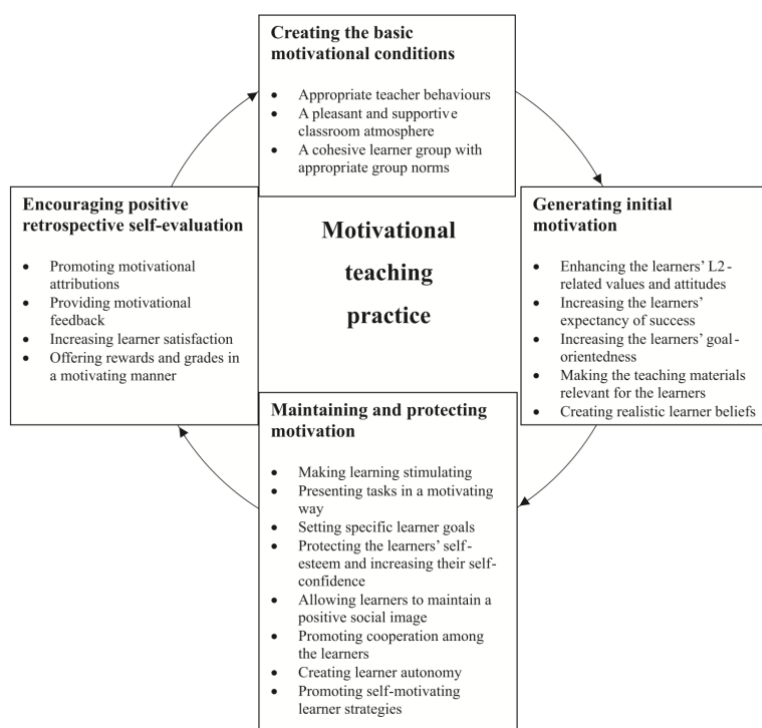 Creating the basic
motivational conditions
• Appropriate teacher behaviours
• A pleasant and supportive
classroom atmosphere
• A cohesive learner group with
appropriate group norms
Encouraging positive
retrospective self-evaluation
• Promoting motivational
attributions
• Providing motivational
feedback
• Increasing learner satisfaction
• Offering rewards and grades in
a motivating manner
Motivational
teaching
practice
Generating initial
motivation
• Enhancing the learners’ L2-
related values and attitudes
• Increasing the learners’
expectancy of success
• Increasing the learners’ goal-
orientedness
• Making the teaching materials
relevant for the learners
• Creating realistic learner beliefs
Maintaining and protecting
motivation
• Making learning stimulating
• Presenting tasks in a motivating
way
• Setting specific learner goals
• Protecting the learners’ self-
esteem and increasing their self-
confidence
• Allowing learners to maintain a
positive social image
• Promoting cooperation among
the learners
• Creating learner autonomy
• Promoting self-motivating
learner strategies